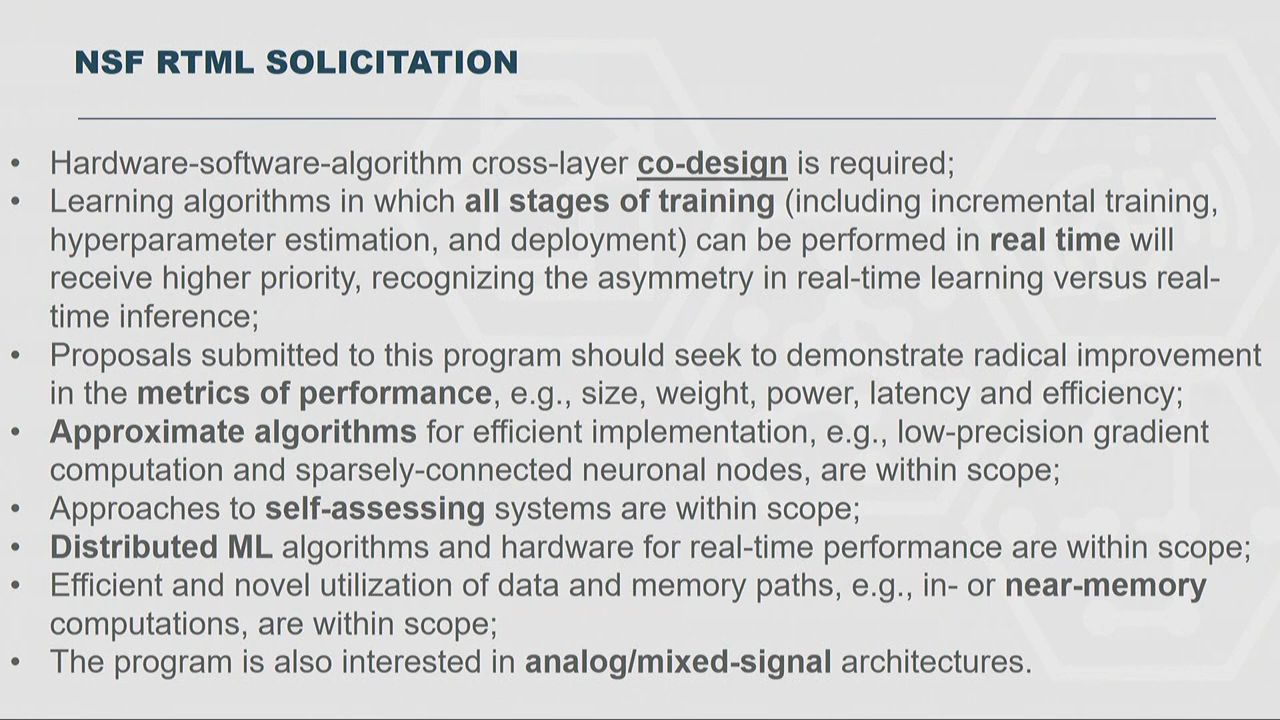 NSF RTML SOLICITATION
• Hardware-software-algorithm cross-layer co-design is required;
• Learning algorithms in which all stages of training (including incremental training,
hyperparameter estimation, and deployment) can be performed in real time will
receive higher priority, recognizing the asymmetry in real-time learning versus real-
time inference;
• Proposals submitted to this program should seek to demonstrate radical improvement
in the metrics of performance, e.g., size, weight, power, latency and efficiency;
• Approximate algorithms for efficient implementation, e.g., low-precision gradient
computation and sparsely-connected neuronal nodes, are within scope;
• Approaches to self-assessing systems are within scope;
• Distributed ML algorithms and hardware for real-time performance are within scope;
• Efficient and novel utilization of data and memory paths, e.g., in- or near-memory
computations, are within scope;
• The program is also interested in analog/mixed-signal architectures.